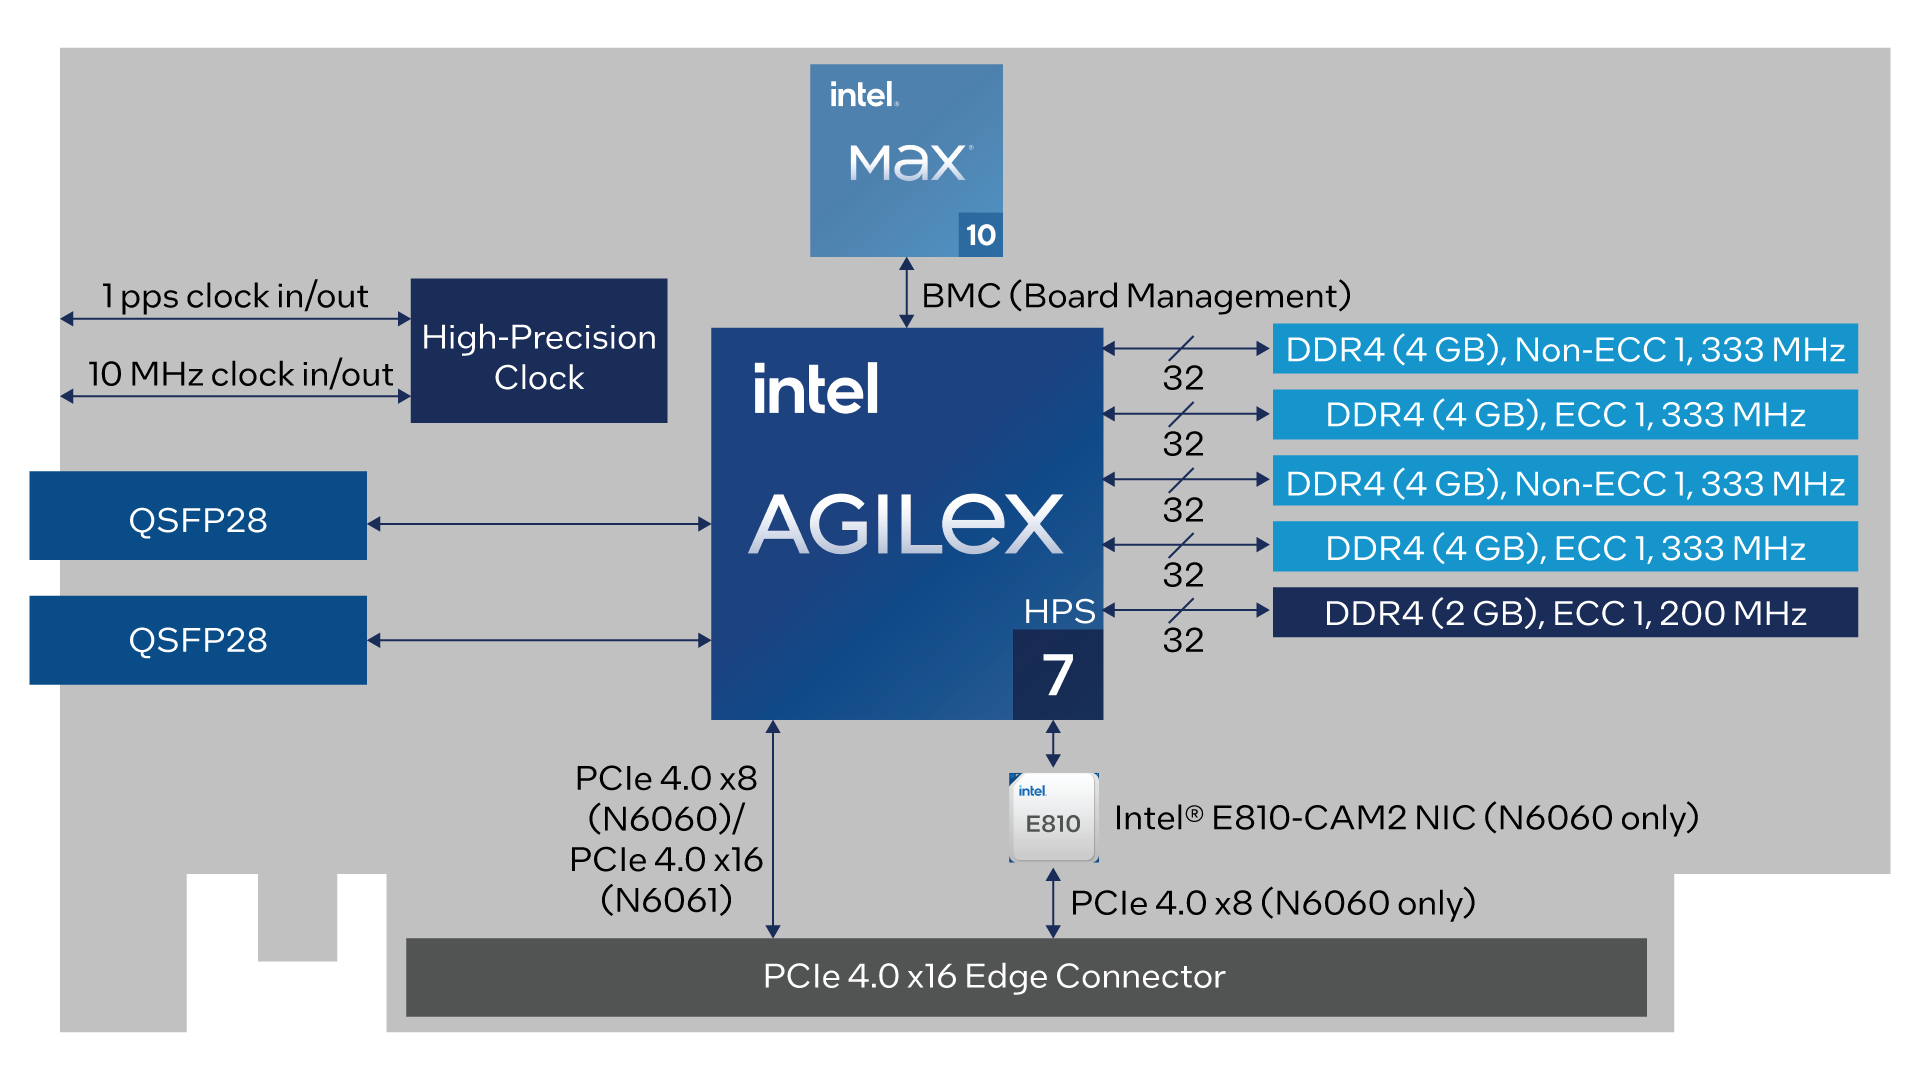 intel®
MAX®
10
BMC (Board Management)
1 pps clock in/out
10 MHz clock in/out
High-Precision
Clock
QSFP28
QSFP28
intel
AGILEX
HPS
7
DDR4 (4 GB), Non-ECC 1, 333 MHz
32
DDR4 (4 GB), ECC 1, 333 MHz
32
DDR4 (4 GB), Non-ECC 1, 333 MHz
32
DDR4 (4 GB), ECC 1, 333 MHz
32
DDR4 (2 GB), ECC 1, 200 MHz
32
PCIe 4.0 x8
(N6060)/
PCIe 4.0 x16
(N6061)
intel
E810
Intel® E810-CAM2 NIC (N6060 only)
PCIe 4.0 x8 (N6060 only)
PCIe 4.0 x16 Edge Connector